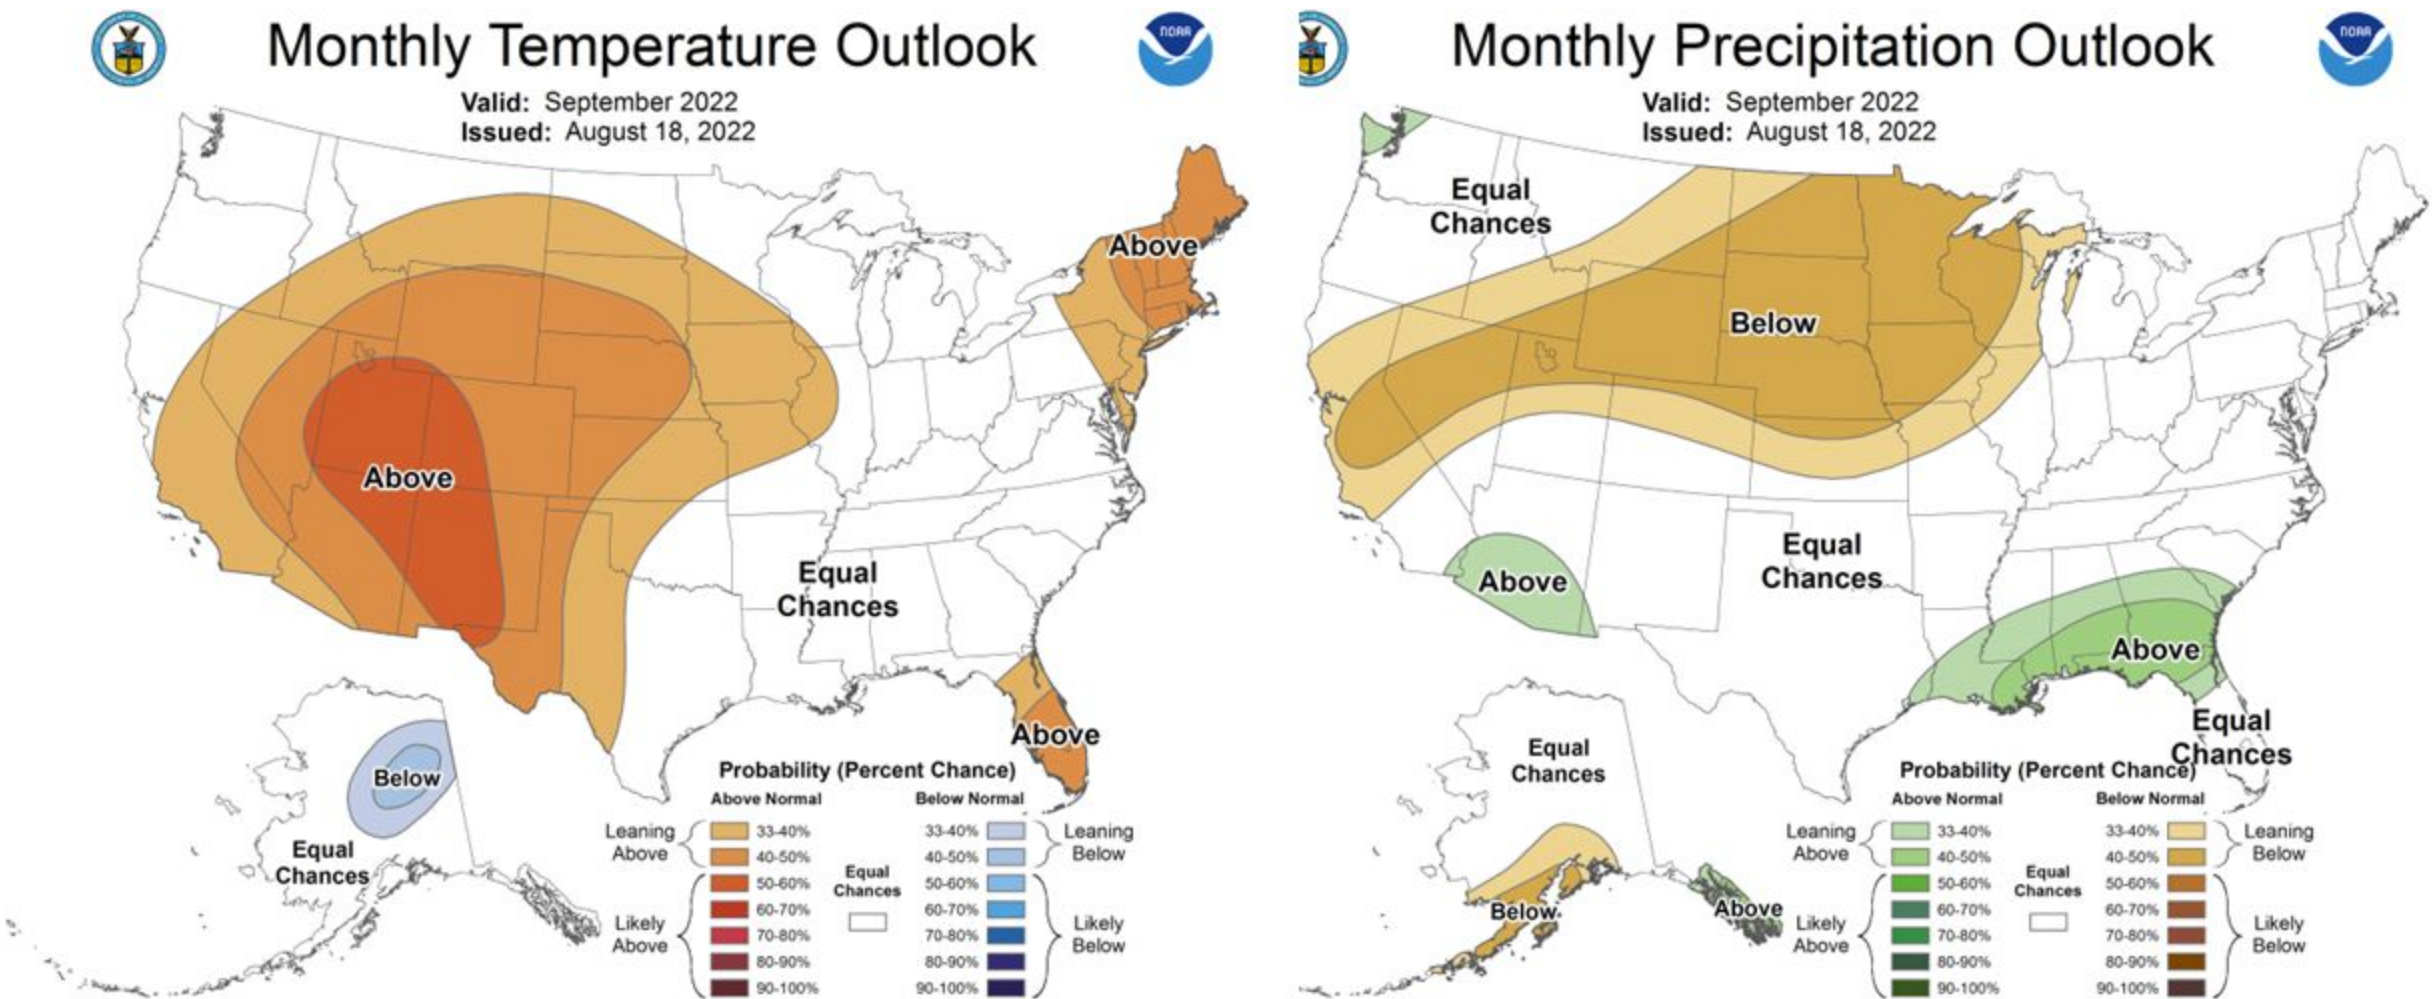 Monthly Temperature Outlook
NOAA
Valid: September 2022
Issued: August 18, 2022
Above
Above
Equal
Chances
Above
Below
Equal
Chances
Probability (Percent Chance)
Above Normal
Below Normal
Leaning
Above
33-40%
40-50%
Likely
Above
50-60%
60-70%
70-80%
80-90%
90-100%
Equal
Chances
33-40%
40-50%
Leaning
Below
50-60%
60-70%
70-80%
80-90%
90-100%
Likely
Below
Monthly Precipitation Outlook
NOAA
Valid: September 2022
Issued: August 18, 2022
Equal
Chances
Below
Equal
Chances
Above
Above
Equal
Chances
Equal
Chances
Below
Above
Probability (Percent Chance)
Above Normal
Below Normal
Leaning
Above
33-40%
40-50%
Likely
Above
50-60%
60-70%
70-80%
80-90%
90-100%
Equal
Chances
33-40%
40-50%
Leaning
Below
50-60%
60-70%
70-80%
80-90%
90-100%
Likely
Below